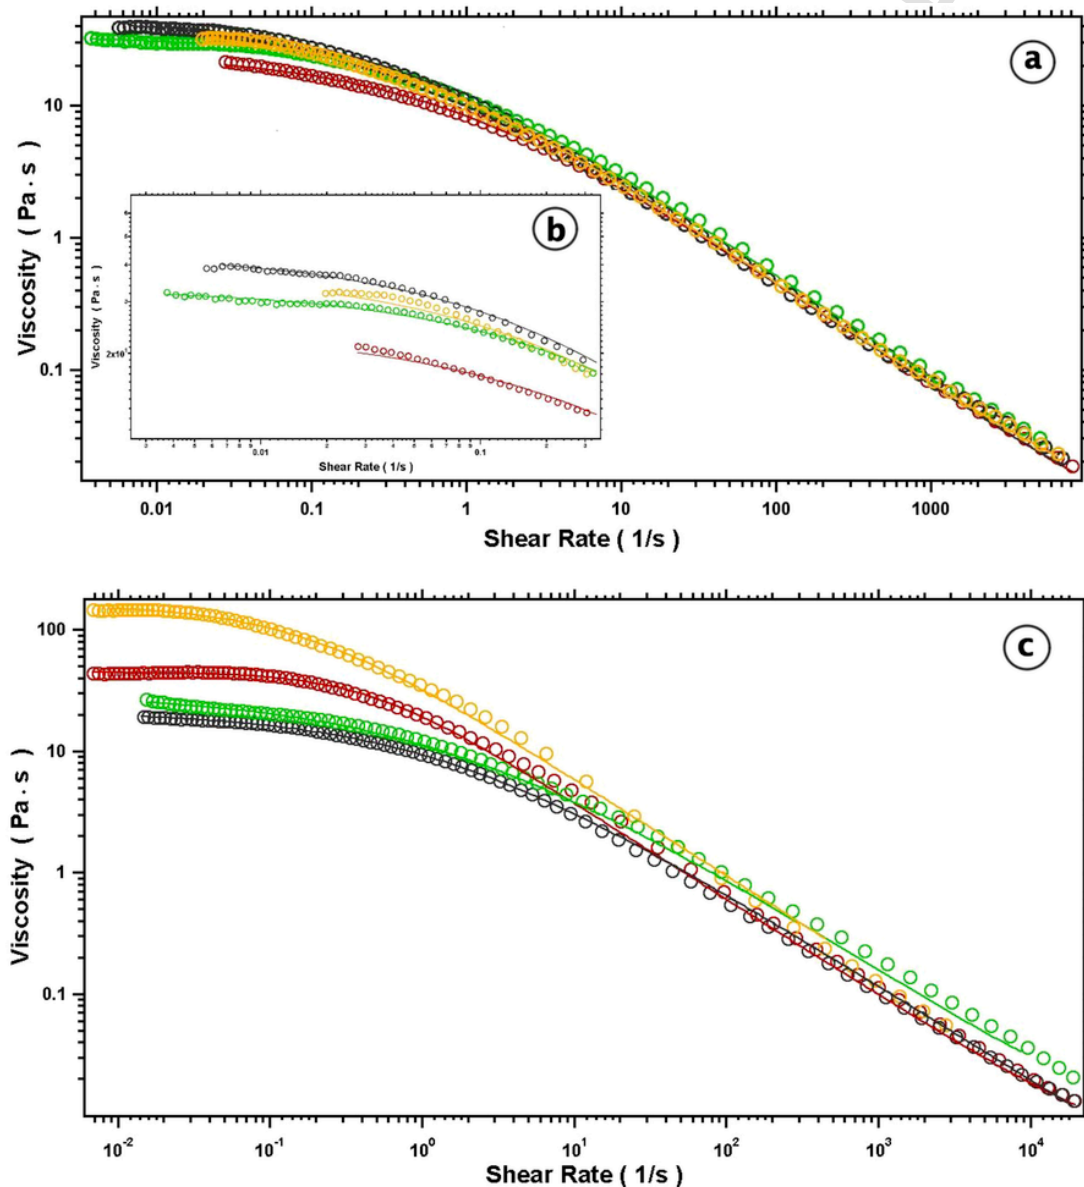 a
10
1
0.1
Viscosity ( Pa · s )
0.01 0.1 1 10 100 1000
Shear Rate ( 1/s )
b
Viscosity ( Pa · s )
2x10¹
0.01 0.1
Shear Rate ( 1/s )
c
100
10
1
0.1
Viscosity ( Pa · s )
10⁻² 10⁻¹ 10⁰ 10¹ 10² 10³ 10⁴
Shear Rate ( 1/s )